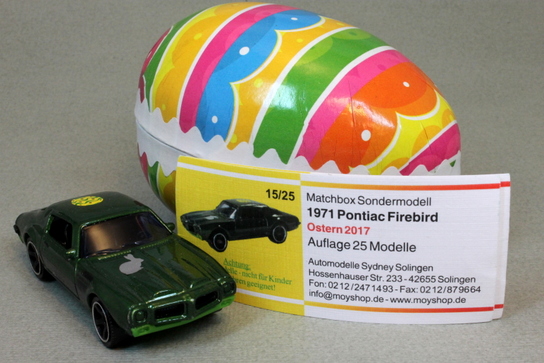 15/25
Achtung:
nicht für Kinder
geeignet!
Matchbox Sondermodell
1971 Pontiac Firebird
Ostern 2017
Auflage 25 Modelle
Automodelle Sydney Solingen
Hossenhauser Str. 233 - 42655 Solingen
Fon: 0212/2471493 - Fax: 0212/879664
info@moyshop.de - www.moyshop.de